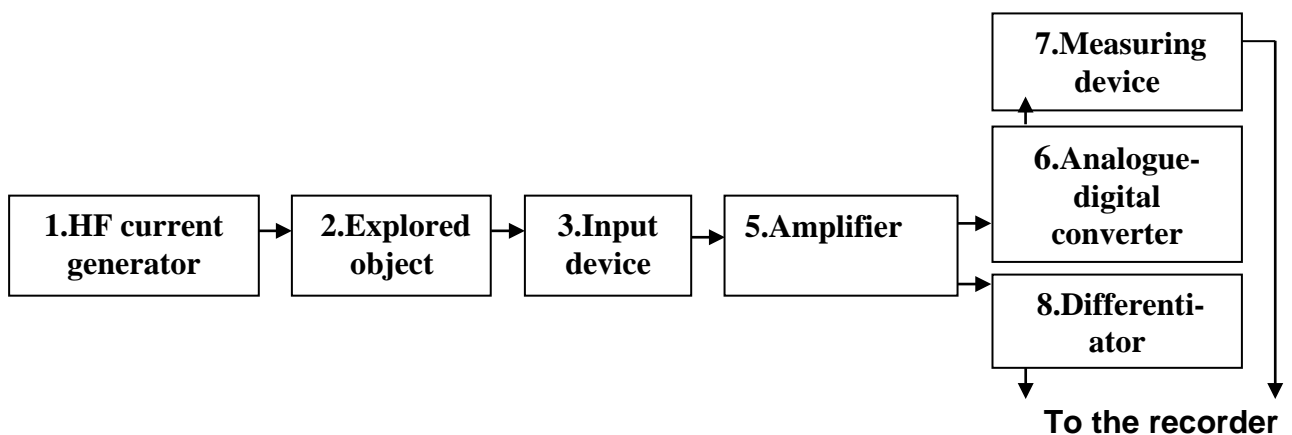 1.HF current
generator
2.Explored
object
3.Input
device
5.Amplifier
7.Measuring
device
6.Analogue-
digital
converter
8.Differenti-
ator
To the recorder